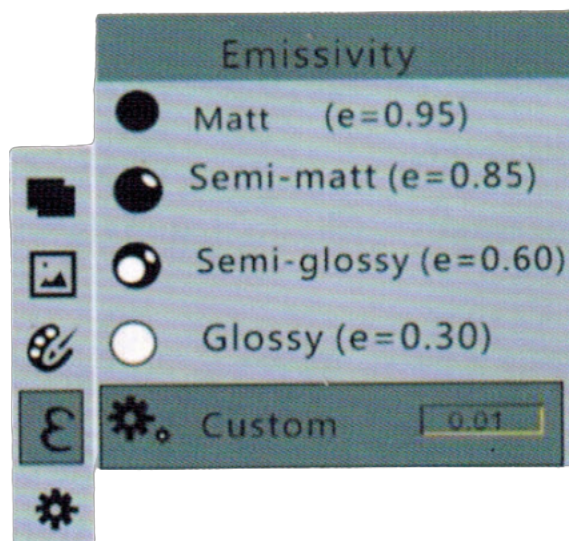 Emissivity
Matt (e=0.95)
Semi-matt (e=0.85)
Semi-glossy (e=0.60)
Glossy (e=0.30)
Custom 0.01
ε